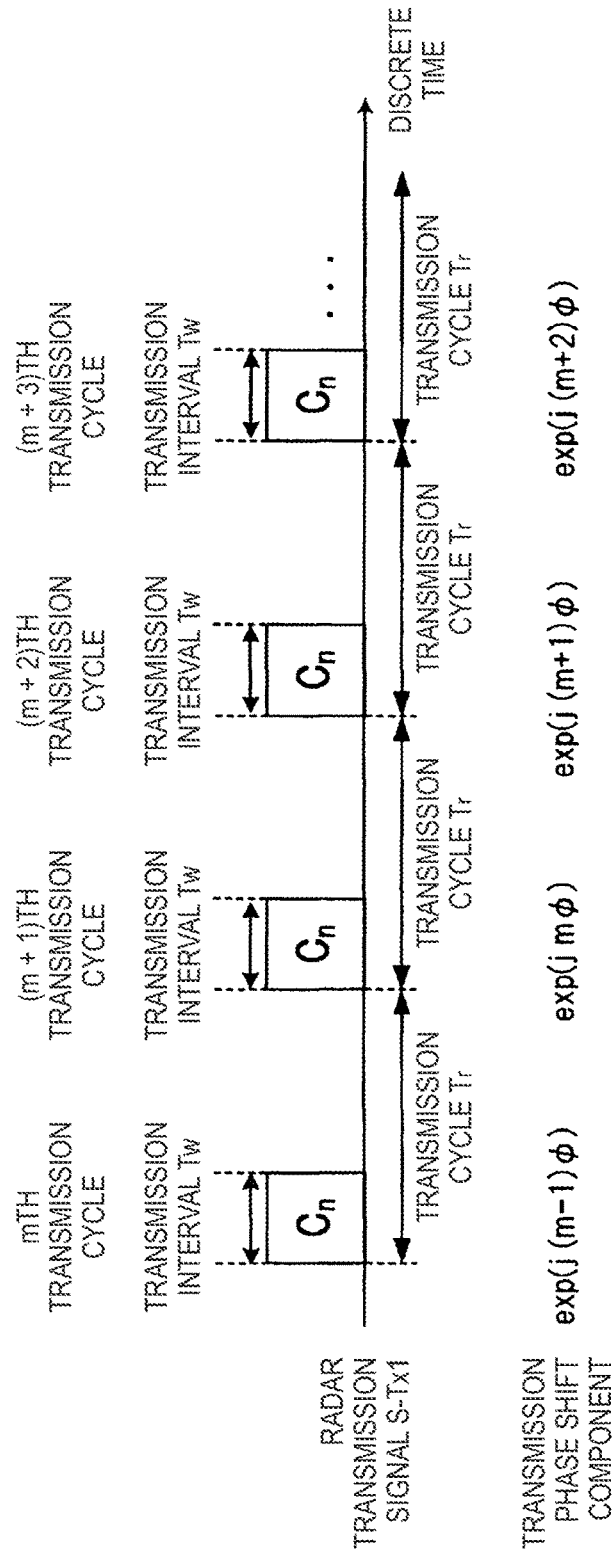 mTH
TRANSMISSION
CYCLE
(m + 1)TH
TRANSMISSION
CYCLE
(m + 2)TH
TRANSMISSION
CYCLE
(m + 3)TH
TRANSMISSION
CYCLE
TRANSMISSION
INTERVAL Tw
TRANSMISSION
INTERVAL Tw
TRANSMISSION
INTERVAL Tw
TRANSMISSION
INTERVAL Tw
RADAR
TRANSMISSION
SIGNAL S-Tx1
Cn
Cn
Cn
Cn
...
DISCRETE
TIME
TRANSMISSION
CYCLE Tr
TRANSMISSION
CYCLE Tr
TRANSMISSION
CYCLE Tr
TRANSMISSION
CYCLE Tr
TRANSMISSION
PHASE SHIFT
COMPONENT
exp(j (m−1)ϕ)
exp(j mϕ)
exp(j (m+1)ϕ)
exp(j (m+2)ϕ)